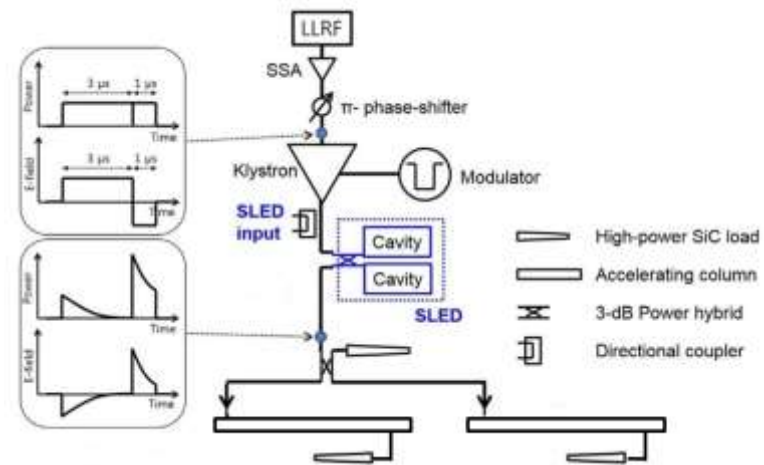 LLRF
SSA
π- phase-shifter
Klystron
Modulator
SLED
input
Cavity
Cavity
SLED
3 μs
1 μs
Power
Time
3 μs
1 μs
E-field
Time
Power
Time
E-field
Time
High-power SiC load
Accelerating column
3-dB Power hybrid
Directional coupler